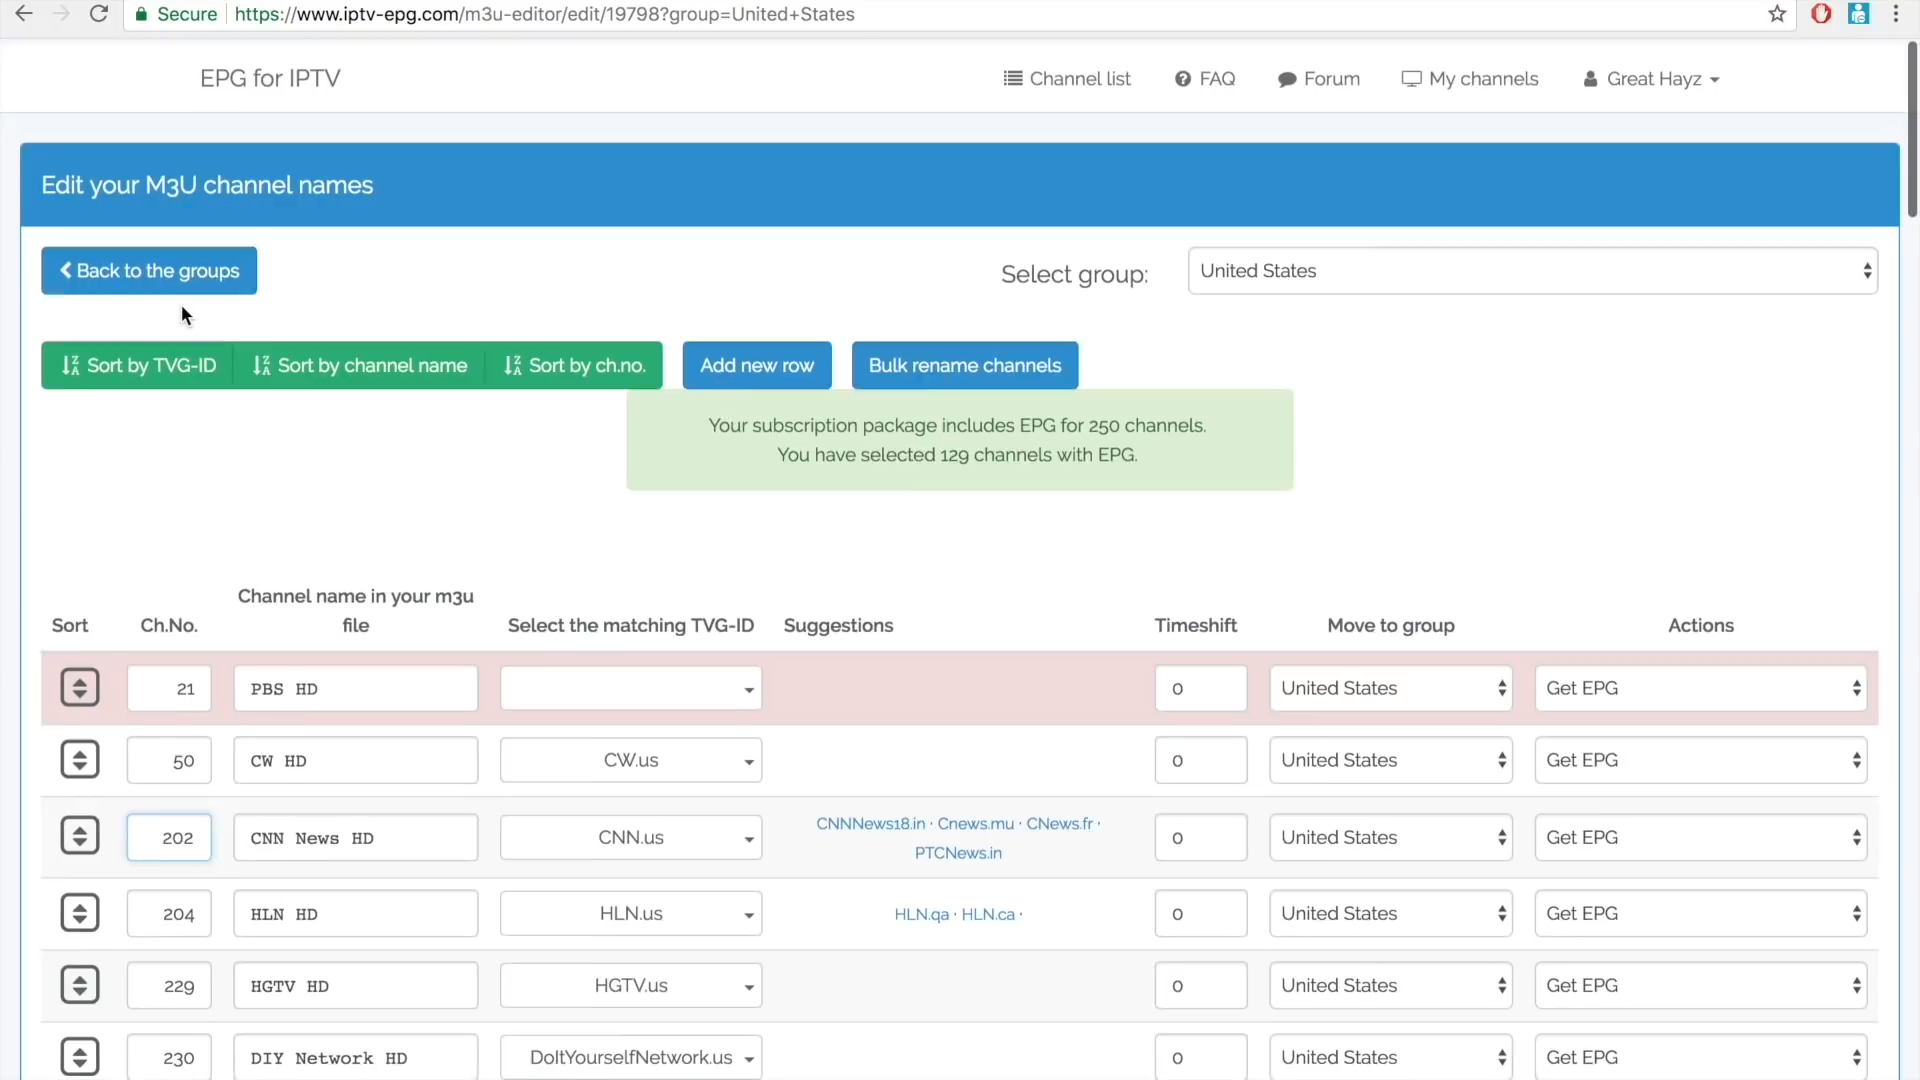 Secure https://www.iptv-epg.com/m3u-editor/edit/19798?group=United+States
EPG for IPTV Channel list FAQ Forum My channels Great Hayz
Edit your M3U channel names
Back to the groups Select group: United States
Sort by TVG-ID Sort by channel name Sort by ch.no. Add new row Bulk rename channels
Your subscription package includes EPG for 250 channels.
You have selected 129 channels with EPG.
Channel name in your m3u
Sort Ch.No. file Select the matching TVG-ID Suggestions Timeshift Move to group Actions
21 PBS HD 0 United States Get EPG
50 CW HD CW.us 0 United States Get EPG
CNNNews18.in · Cnews.mu · CNews.fr ·
202 CNN News HD CNN.us 0 United States Get EPG
PTCNews.in
204 HLN HD HLN.us HLN.qa · HLN.ca · 0 United States Get EPG
229 HGTV HD HGTV.us 0 United States Get EPG
230 DIY Network HD DoItYourselfNetwork.us 0 United States Get EPG